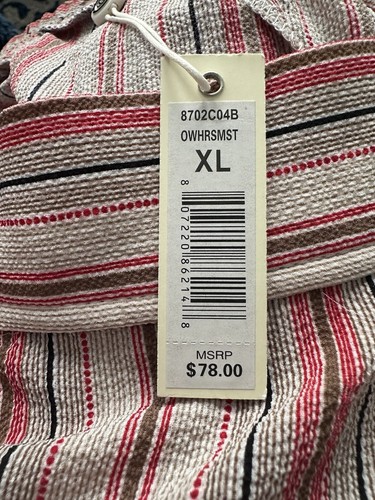 8702C04B
OWHRSMST
XL
8 07220 86214 8
MSRP
$78.00